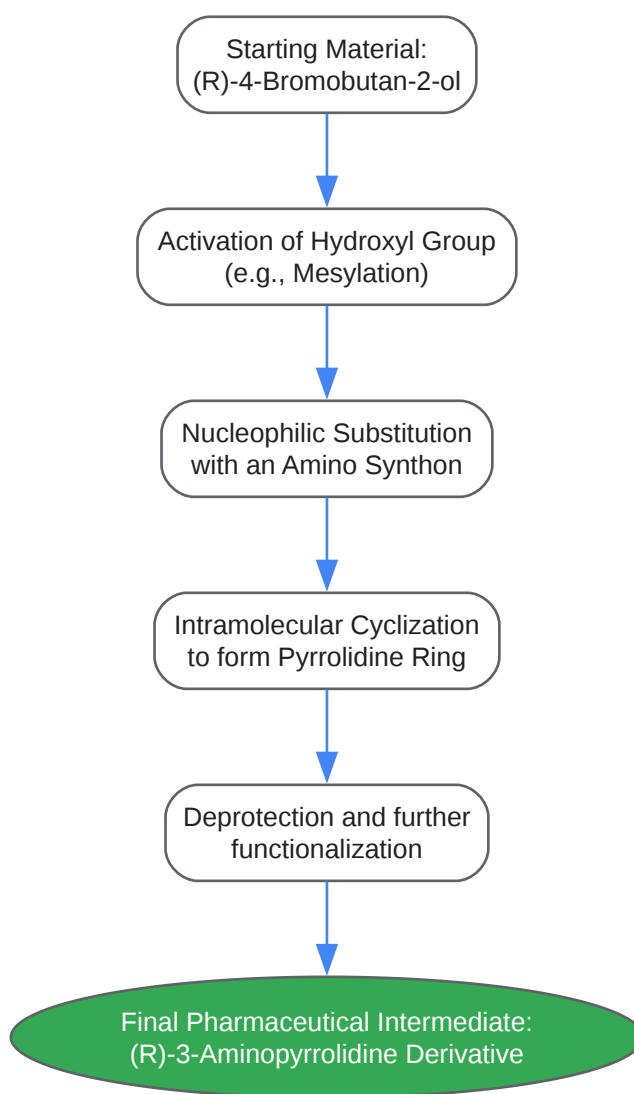 Starting Material:
(R)-4-Bromobutan-2-ol
Activation of Hydroxyl Group
(e.g., Mesylation)
Nucleophilic Substitution
with an Amino Synthon
Intramolecular Cyclization
to form Pyrrolidine Ring
Deprotection and further
functionalization
Final Pharmaceutical Intermediate:
(R)-3-Aminopyrrolidine Derivative